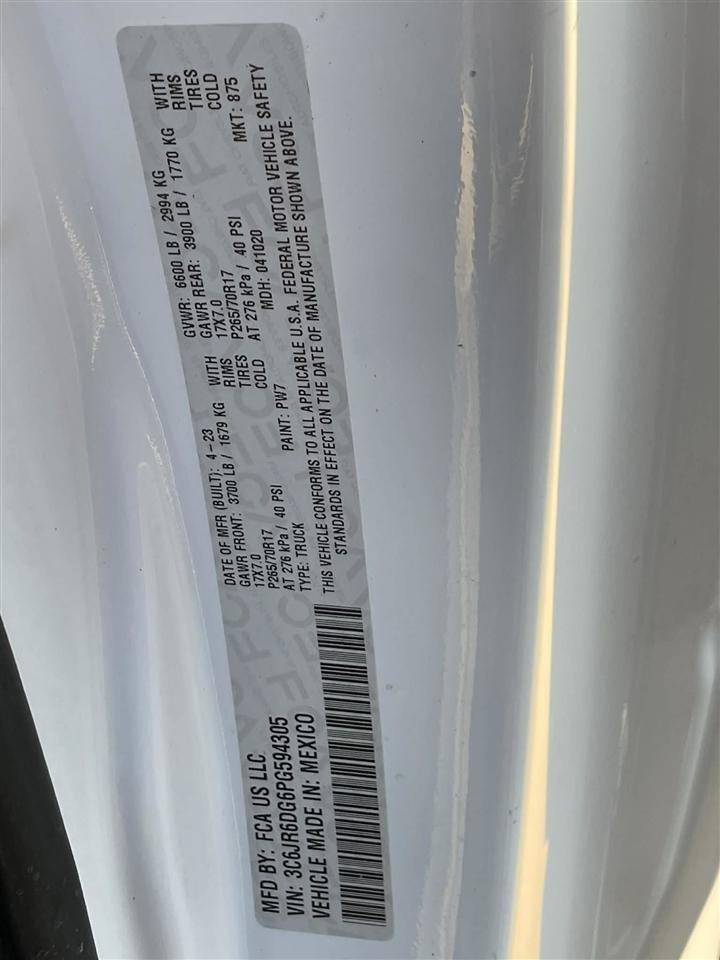 MFD BY: FCA US LLC
VIN: 3C6JR6DG6PG594305
VEHICLE MADE IN: MEXICO
DATE OF MFR (BUILT): 4-23
GAWR FRONT: 3700 LB / 1679 KG WITH
17X7.0 RIMS
P265/70R17 TIRES
AT 276 kPa / 40 PSI COLD
TYPE: TRUCK PAINT: PW7
GVWR: 6600 LB / 2994 KG
GAWR REAR: 3900 LB / 1770 KG WITH
17X7.0 RIMS
P265/70R17 TIRES
AT 276 kPa / 40 PSI COLD
MDH: 041020 MKT: 875
THIS VEHICLE CONFORMS TO ALL APPLICABLE U.S.A. FEDERAL MOTOR VEHICLE SAFETY
STANDARDS IN EFFECT ON THE DATE OF MANUFACTURE SHOWN ABOVE.